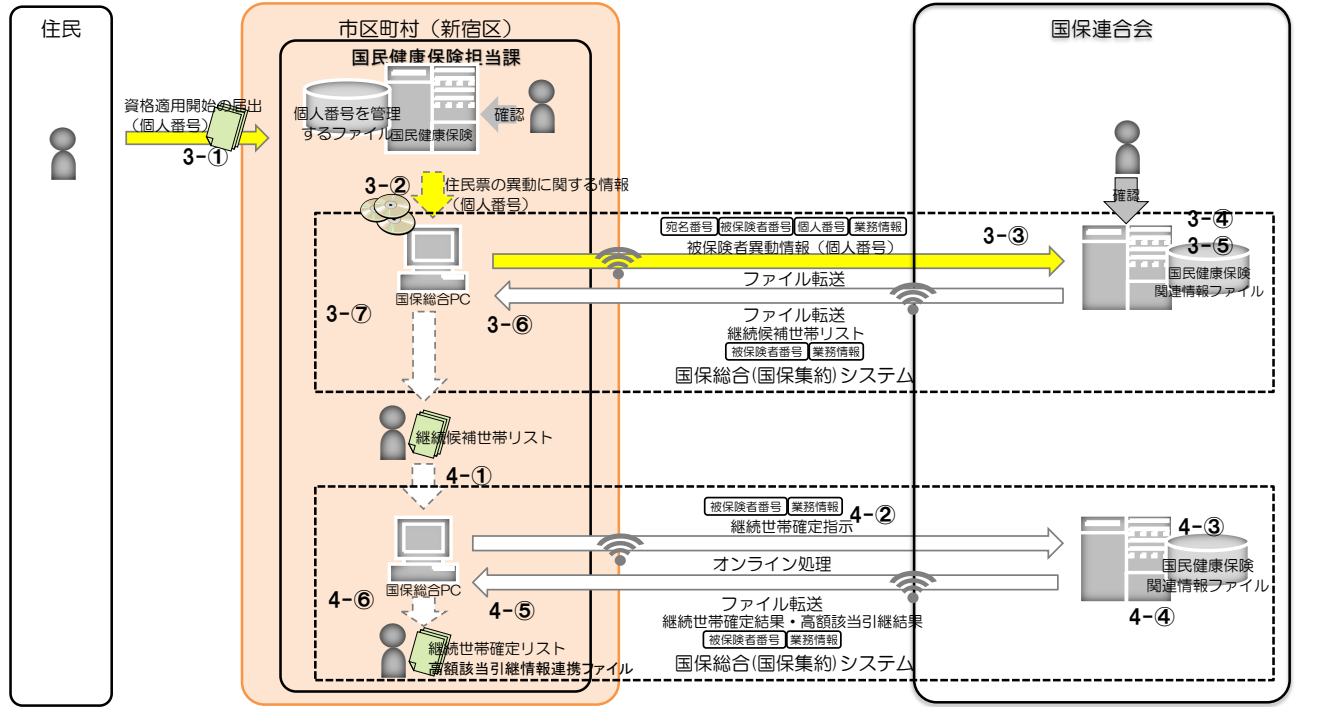 住民
市区町村（新宿区）
国保連合会
国民健康保険担当課
資格適用開始の届出
（個人番号）
3-①
個人番号を管理
するファイル
国民健康保険
確認
3-②
住民票の異動に関する情報
（個人番号）
確認
宛名番号 被保険者番号 個人番号 業務情報
被保険者異動情報（個人番号）
3-③
3-④
3-⑤
国民健康保険
関連情報ファイル
ファイル転送
国保総合PC
3-⑦
3-⑥
ファイル転送
継続候補世帯リスト
被保険者番号 業務情報
国保総合(国保集約)システム
継続候補世帯リスト
4-①
被保険者番号 業務情報
4-②
継続世帯確定指示
4-③
国民健康保険
関連情報ファイル
オンライン処理
国保総合PC
4-⑥
4-⑤
4-④
ファイル転送
継続世帯確定結果・高額該当引継結果
被保険者番号 業務情報
国保総合(国保集約)システム
継続世帯確定リスト
高額該当引継情報連携ファイル